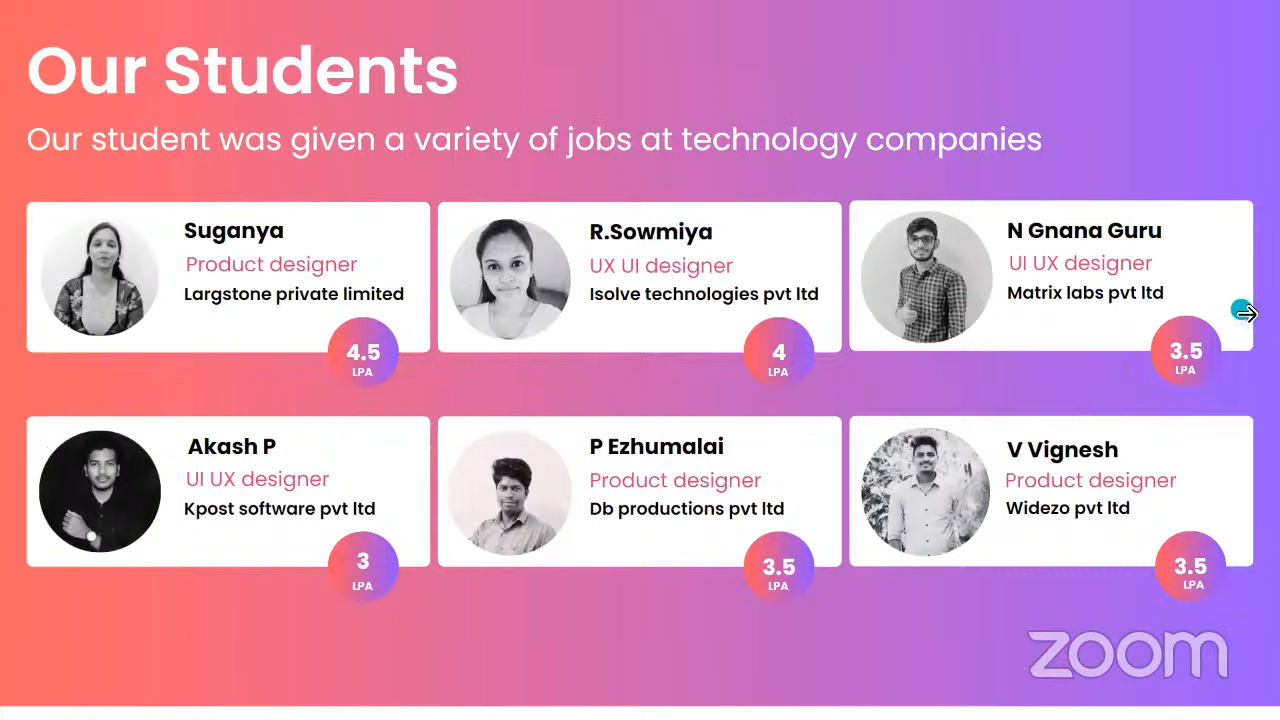 Our Students
Our student was given a variety of jobs at technology companies
Suganya
Product designer
Largstone private limited
4.5
LPA
R.Sowmiya
UX UI designer
Isolve technologies pvt ltd
4
LPA
N Gnana Guru
UI UX designer
Matrix labs pvt ltd
3.5
LPA
Akash P
UI UX designer
Kpost software pvt ltd
3
LPA
P Ezhumalai
Product designer
Db productions pvt ltd
3.5
LPA
V Vignesh
Product designer
Widezo pvt ltd
3.5
LPA
zoom